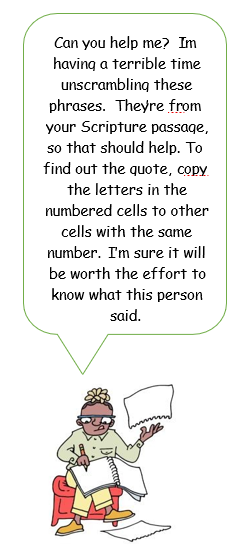 Can you help me? Im
having a terrible time
unscrambling these
phrases. They're from
your Scripture passage,
so that should help. To
find out the quote, copy
the letters in the
numbered cells to other
cells with the same
number. I'm sure it will
be worth the effort to
know what this person
said.